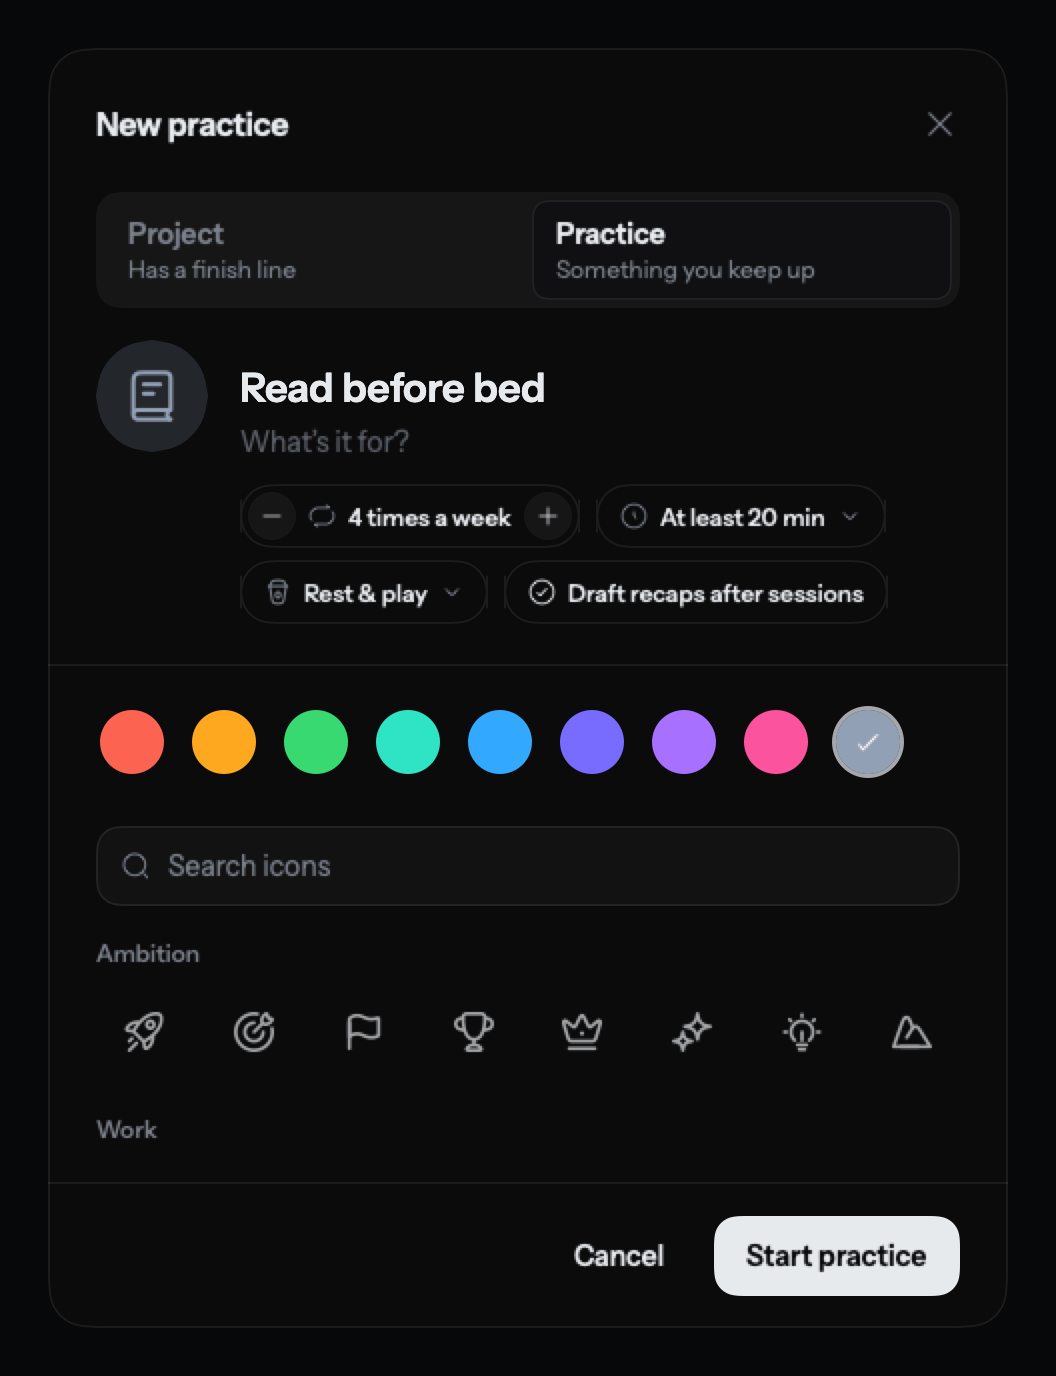 New practice
Project
Has a finish line
Practice
Something you keep up
Read before bed
What's it for?
4 times a week
At least 20 min
Rest & play
Draft recaps after sessions
Search icons
Ambition
Work
Cancel
Start practice